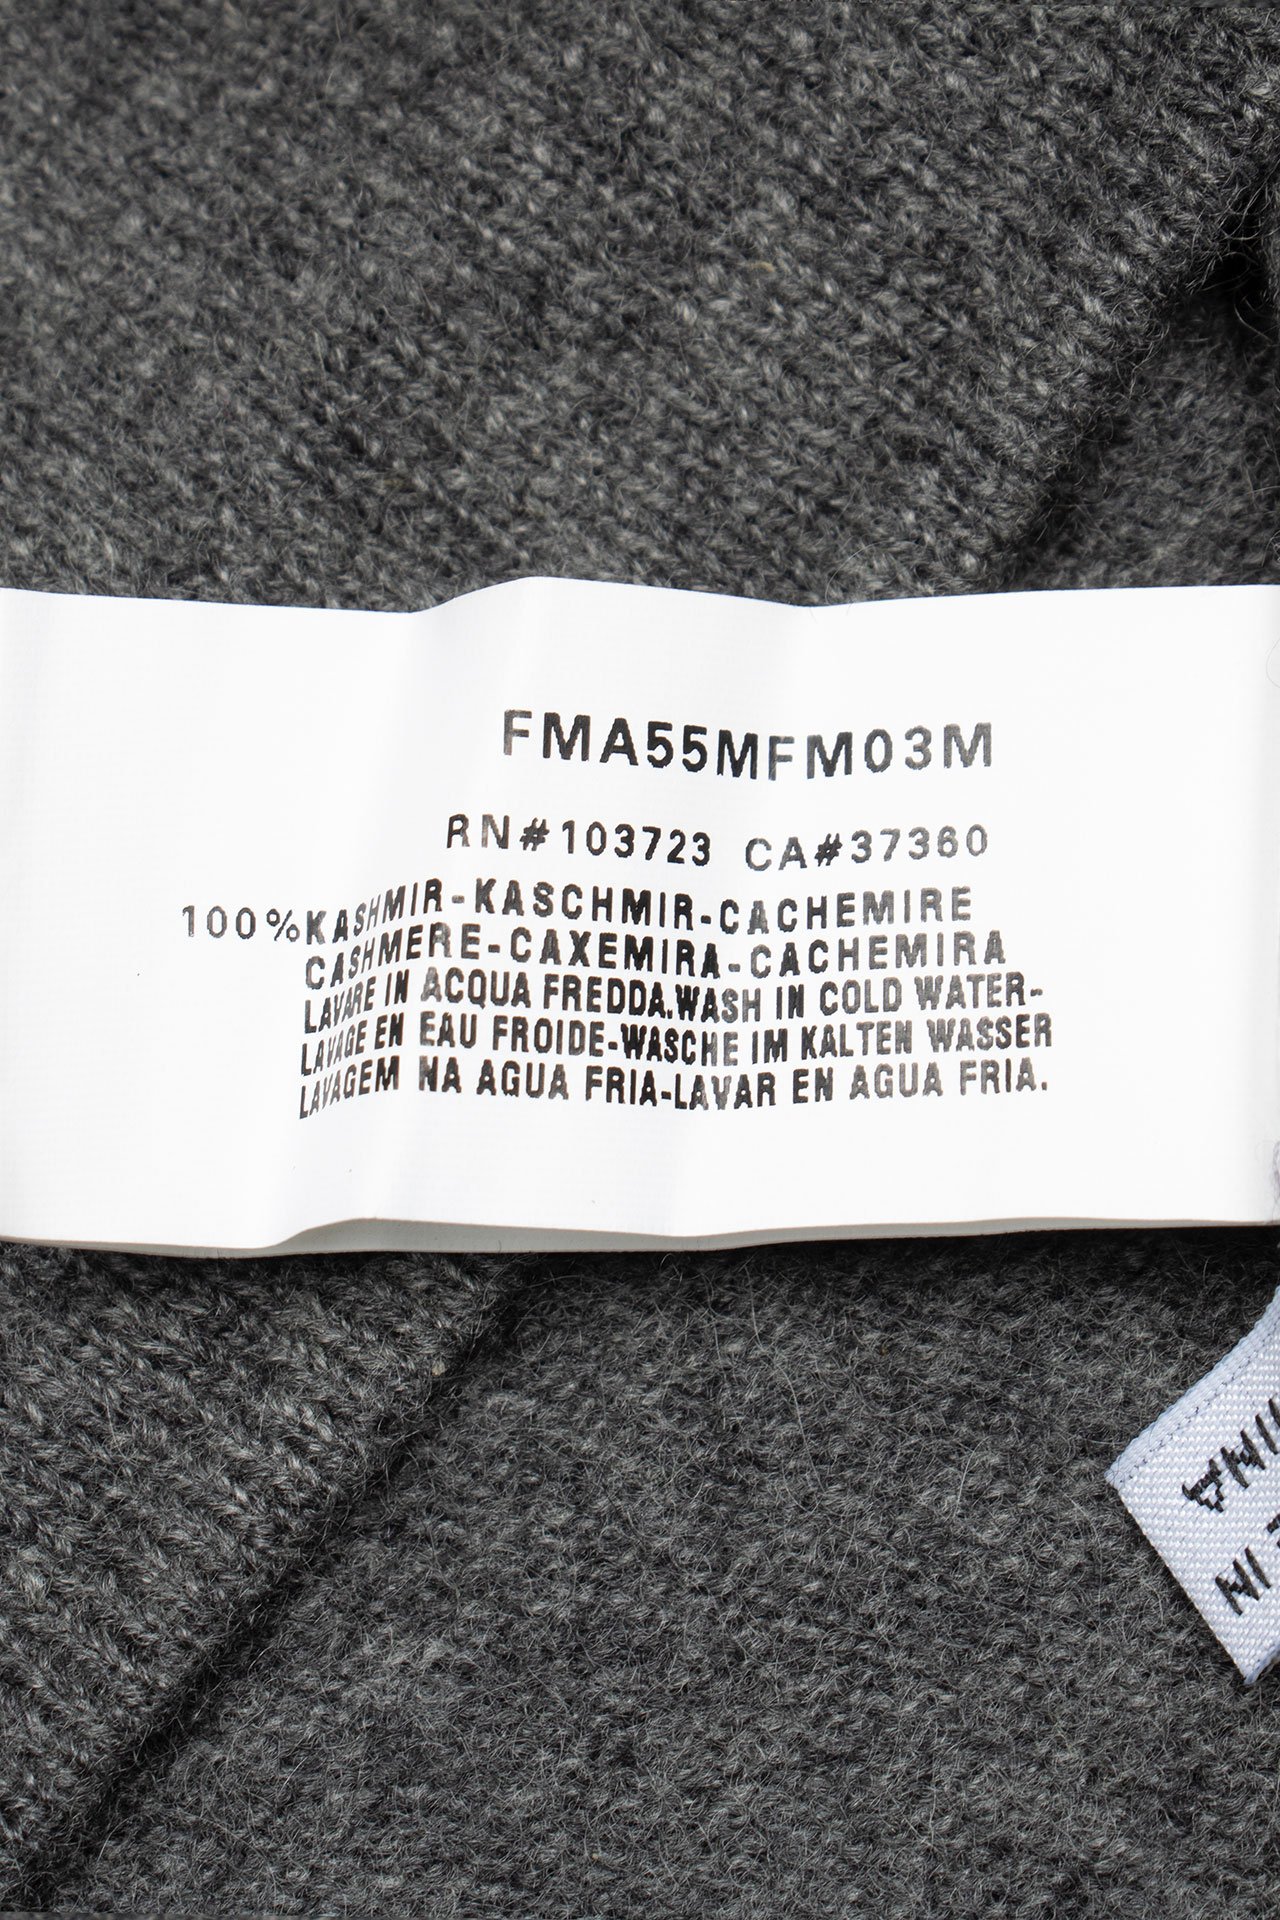 FMA55MFM03M
RN#103723 CA#37360
100%KASHMIR-KASCHMIR-CACHEMIRE
CASHMERE-CAXEMIRA-CACHEMIRA
LAVARE IN ACQUA FREDDA.WASH IN COLD WATER-
LAVAGE EN EAU FROIDE-WASCHE IM KALTEN WASSER
LAVAGEM NA AGUA FRIA-LAVAR EN AGUA FRIA.
IN